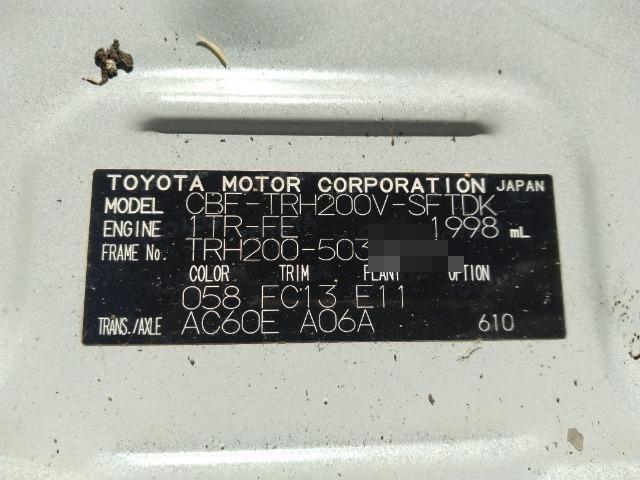 TOYOTA MOTOR CORPORATION JAPAN
MODEL CBF-TRH200V-SFTDK
ENGINE 1TR-FE 1998 mL
FRAME No. TRH200-503
COLOR TRIM PLANT OPTION
058 FC13 E11
TRANS./AXLE AC60E A06A 610